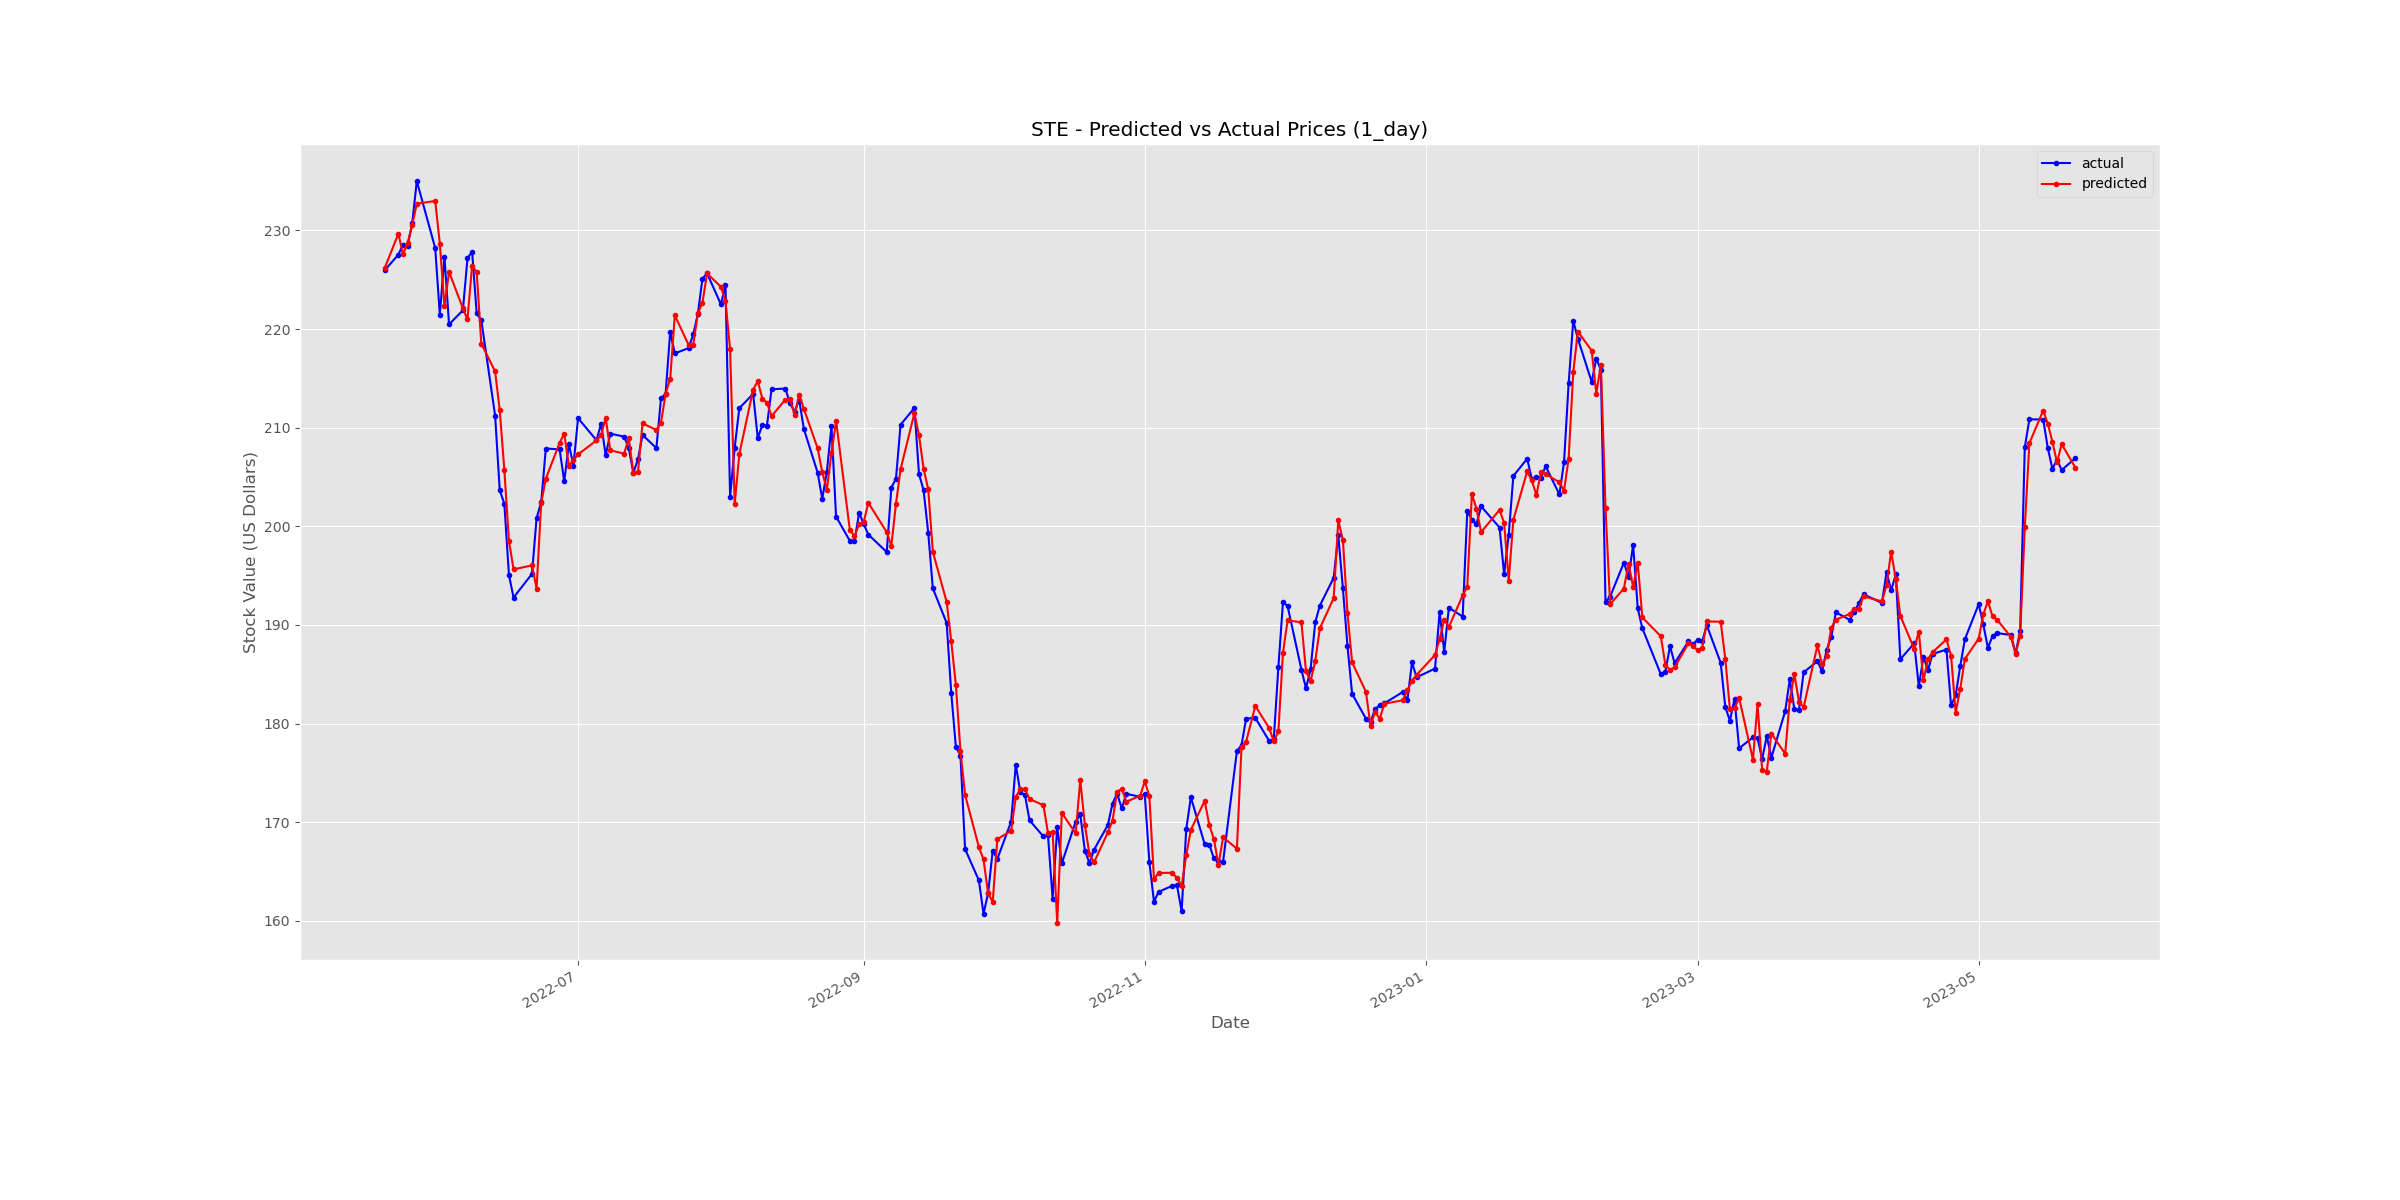 STE - Predicted vs Actual Prices (1_day)
actual
predicted
230
220
210
200
190
180
170
160
Stock Value (US Dollars)
2022-07
2022-09
2022-11
2023-01
2023-03
2023-05
Date